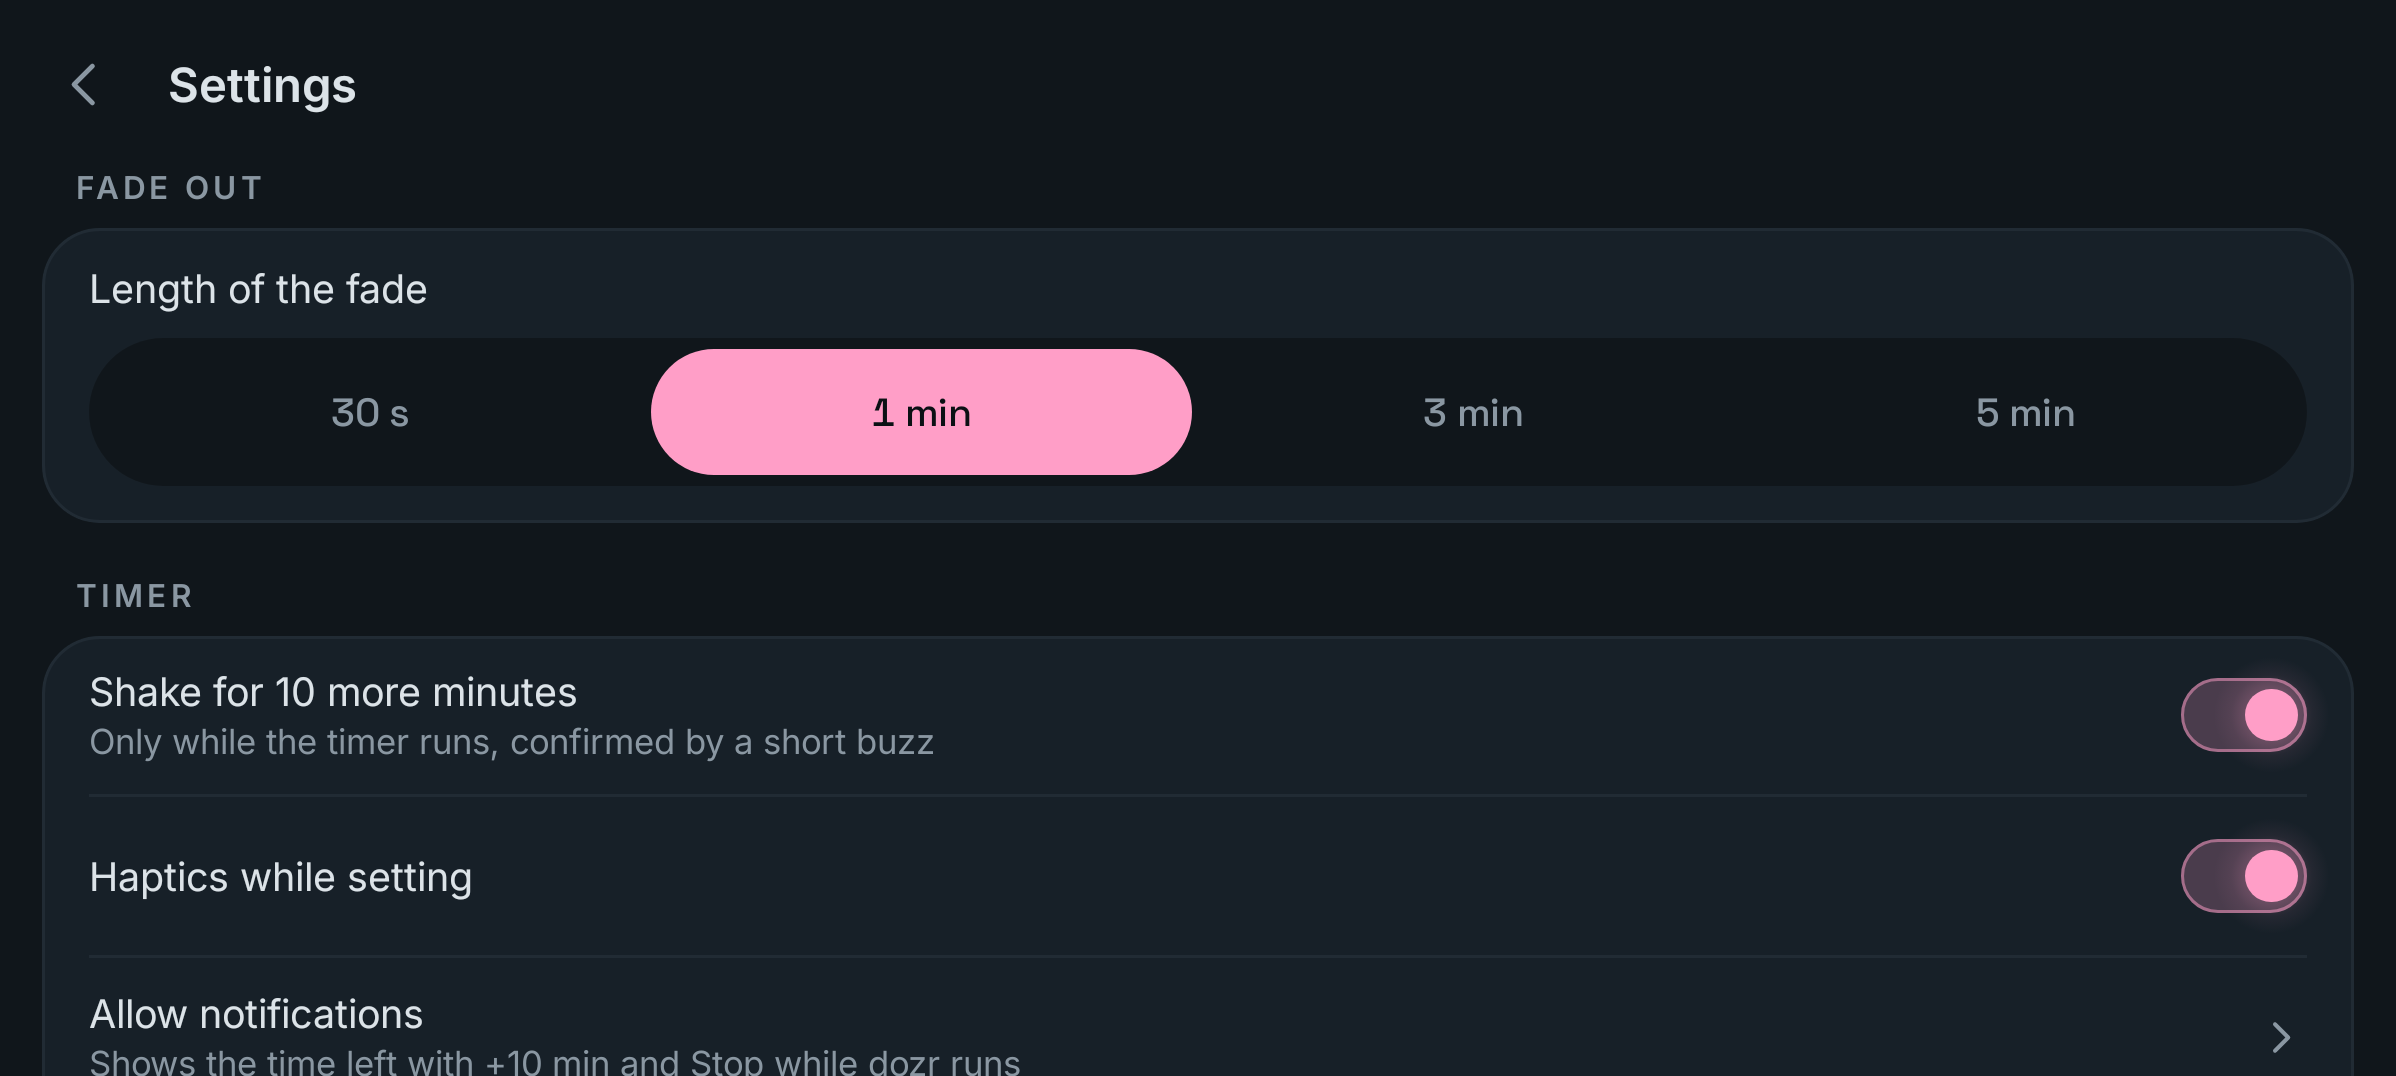 Settings
FADE OUT
Length of the fade
30 s
1 min
3 min
5 min
TIMER
Shake for 10 more minutes
Only while the timer runs, confirmed by a short buzz
Haptics while setting
Allow notifications
Shows the time left with +10 min and Stop while dozr runs